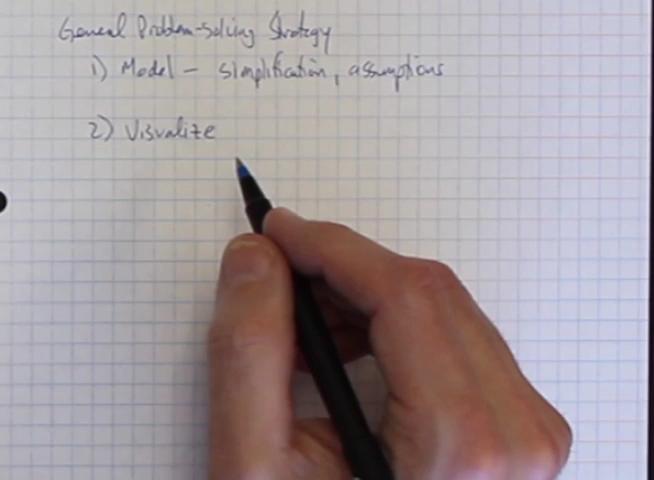 General Problem-Solving Strategy
1) Model – simplification, assumptions
2) Visualize